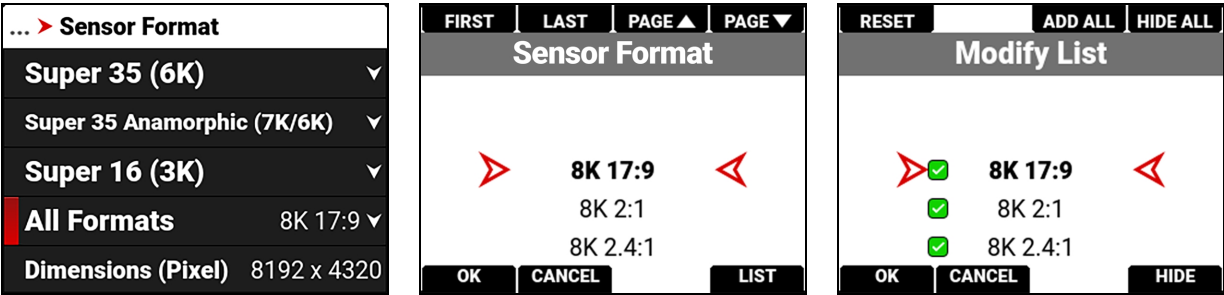 ... Sensor Format
Super 35 (6K)
Super 35 Anamorphic (7K/6K)
Super 16 (3K)
All Formats 8K 17:9
Dimensions (Pixel) 8192 x 4320
FIRST LAST PAGE▲ PAGE▼
Sensor Format
8K 17:9
8K 2:1
8K 2.4:1
OK CANCEL LIST
RESET ADD ALL HIDE ALL
Modify List
8K 17:9
8K 2:1
8K 2.4:1
OK CANCEL HIDE